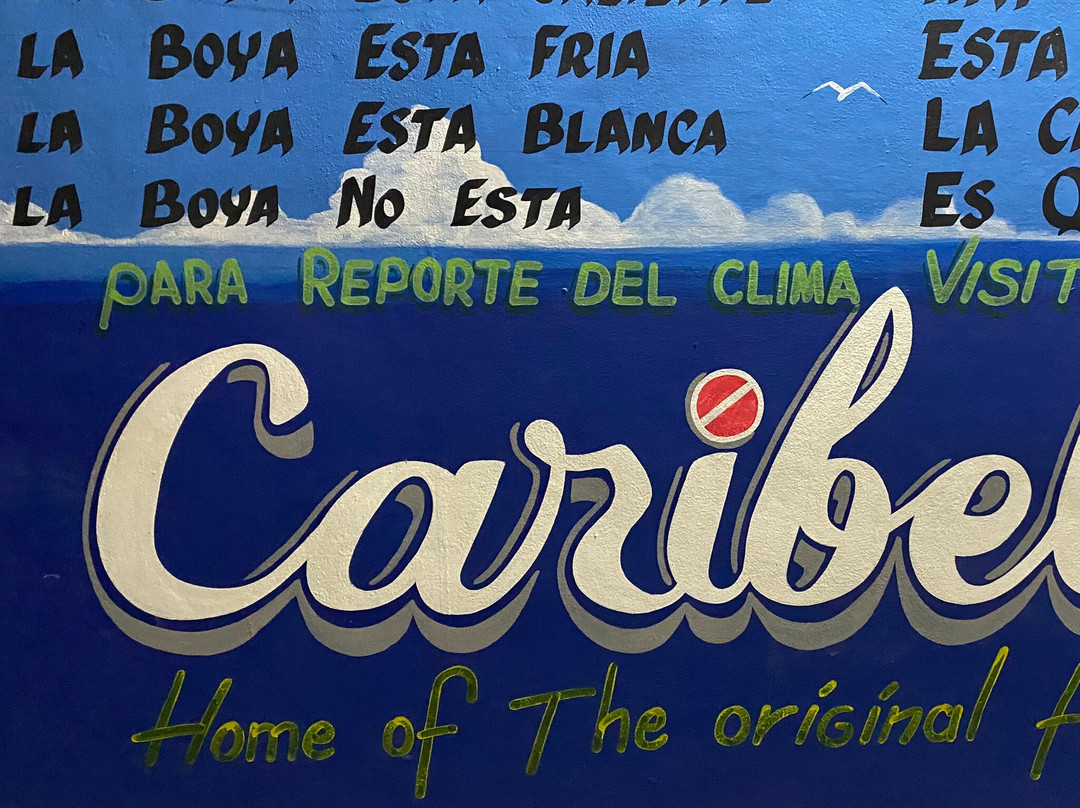 LA BOYA ESTA FRIA ESTA
LA BOYA ESTA BLANCA LA
LA BOYA NO ESTA ES
PARA REPORTE DEL CLIMA VISIT
Caribe
Home of The original